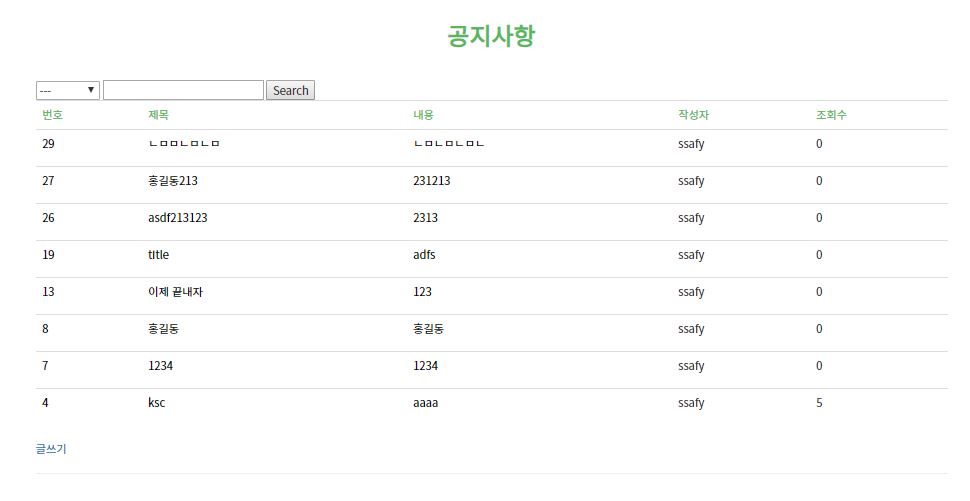 공지사항
--- ▼ Search
번호 제목 내용 작성자 조회수
29 ㄴㅁㅁㄴㅁㄴㅁ ㄴㅁㄴㅁㄴㅁㄴ ssafy 0
27 홍길동213 231213 ssafy 0
26 asdf213123 2313 ssafy 0
19 title adfs ssafy 0
13 이제 끝내자 123 ssafy 0
8 홍길동 홍길동 ssafy 0
7 1234 1234 ssafy 0
4 ksc aaaa ssafy 5
글쓰기